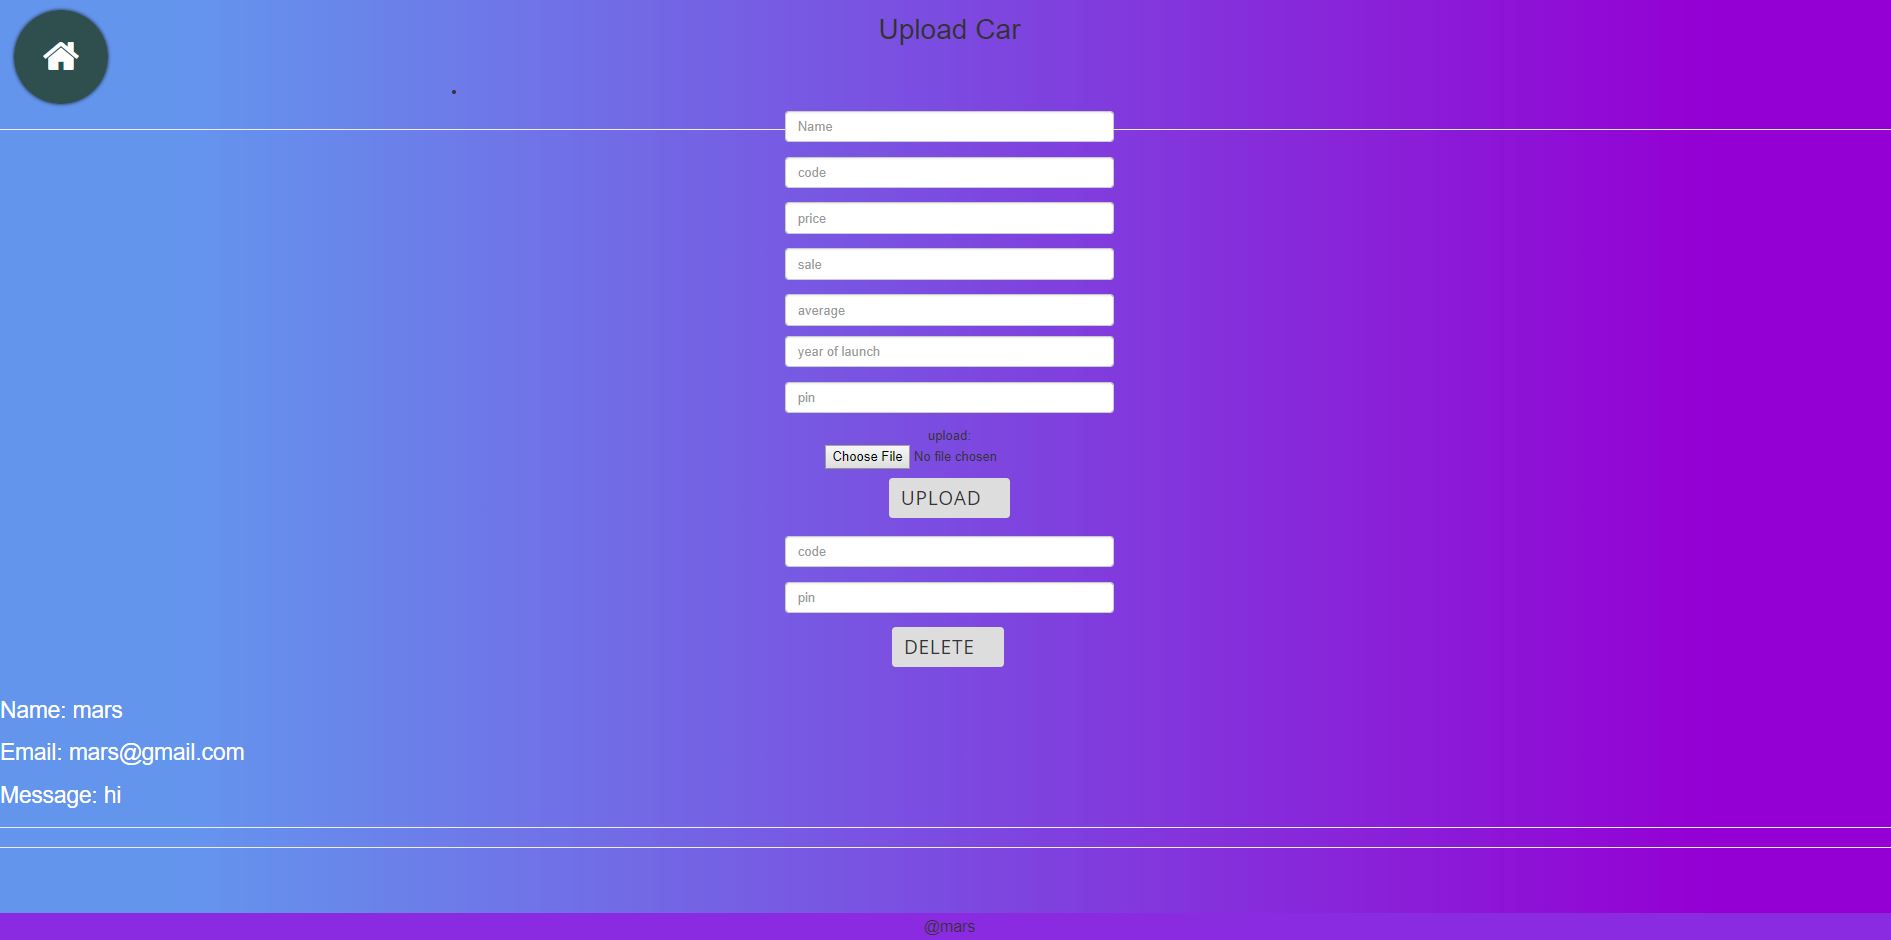 Upload Car
Name
code
price
sale
average
year of launch
pin
upload:
Choose File No file chosen
UPLOAD
code
pin
DELETE
Name: mars
Email: mars@gmail.com
Message: hi
@mars